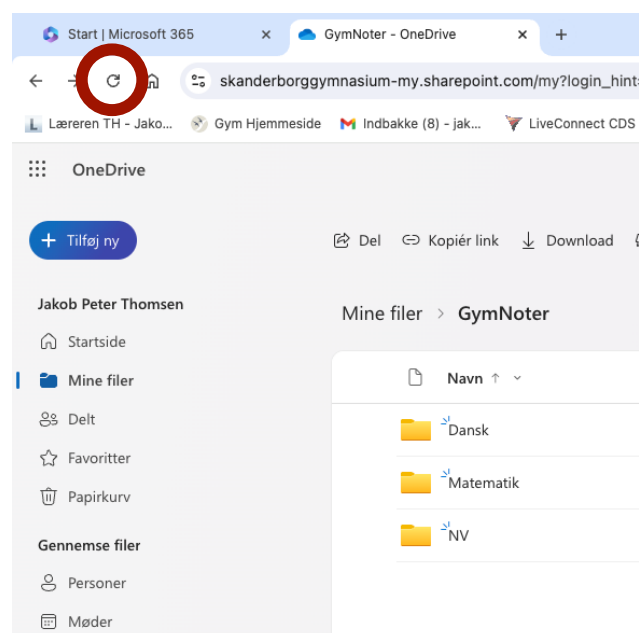 Start | Microsoft 365
GymNoter - OneDrive
skanderborggymnasium-my.sharepoint.com/my?login_hint
Læreren TH - Jako...
Gym Hjemmeside
Indbakke (8) – jak...
LiveConnect CDS
OneDrive
Tilføj ny
Del
Kopiér link
Download
Jakob Peter Thomsen
Mine filer > GymNoter
Startside
Mine filer
Navn
Delt
Dansk
Favoritter
Matematik
Papirkurv
NV
Gennemse filer
Personer
Møder